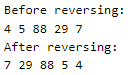 Before reversing:
4 5 88 29 7
After reversing:
7 29 88 5 4